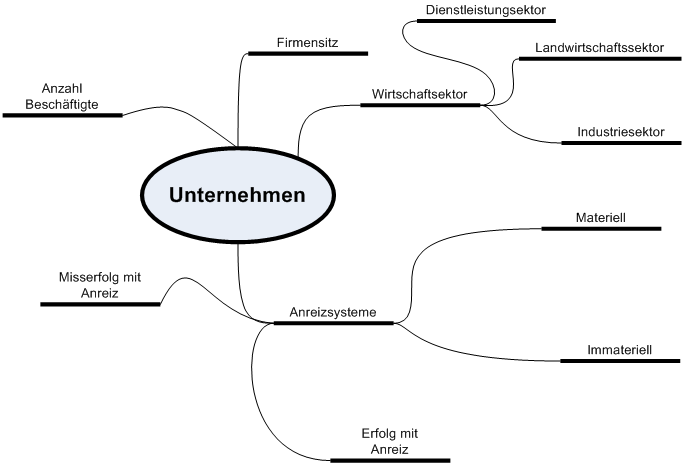 Dienstleistungsektor
Firmensitz
Landwirtschaftssektor
Anzahl
Beschäftigte
Wirtschaftsektor
Industriesektor
Unternehmen
Materiell
Misserfolg mit
Anreiz
Anreizsysteme
Immateriell
Erfolg mit
Anreiz